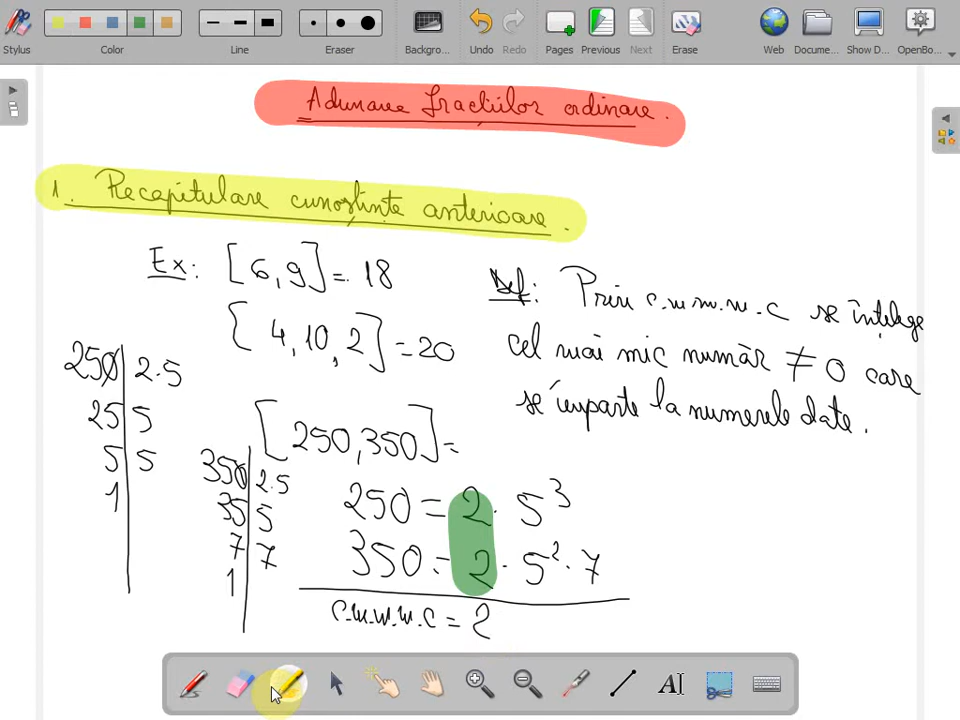 Stylus
Color
Line
Eraser
Backgro...
Undo
Redo
Pages
Previous
Next
Erase
Web
Docume...
Show D...
OpenBo...
Adunarea fracțiilor ordinare.
1. Recapitulare cunoștințe anterioare.
Ex: [6, 9] = 18
[4, 10, 2] = 20
Def: Prin c.m.m.m.c se înțelege
cel mai mic număr ≠ 0 care
se împarte la numerele date.
250 | 2·5
25 | 5
5 | 5
1
[250, 350] =
350 | 2·5
35 | 5
7 | 7
1
250 = 2 · 5³
350 = 2 · 5² · 7
c.m.m.m.c = 2
AI